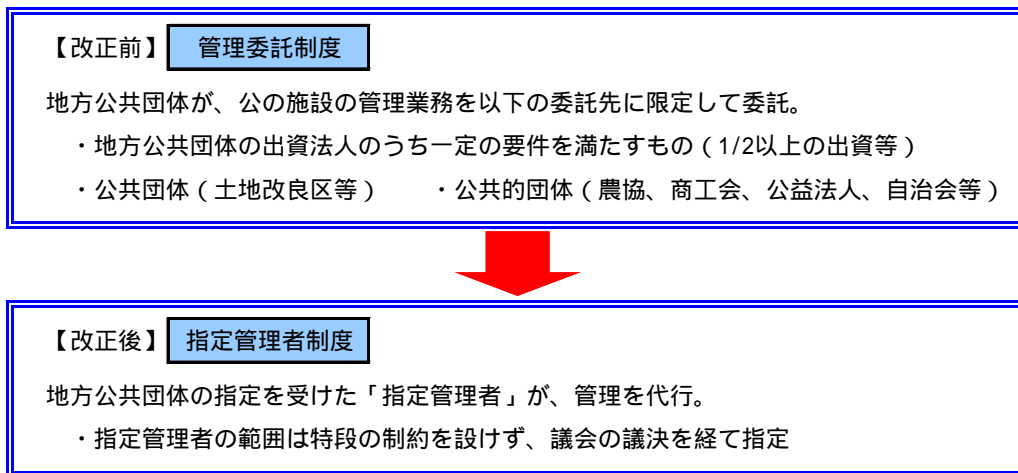 【改正前】 管理委託制度
地方公共団体が、公の施設の管理業務を以下の委託先に限定して委託。
・地方公共団体の出資法人のうち一定の要件を満たすもの（1/2以上の出資等）
・公共団体（土地改良区等） ・公共的団体（農協、商工会、公益法人、自治会等）
【改正後】 指定管理者制度
地方公共団体の指定を受けた「指定管理者」が、管理を代行。
・指定管理者の範囲は特段の制約を設けず、議会の議決を経て指定